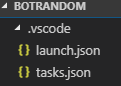 BOTRANDOM
.vscode
{} launch.json
{} tasks.json